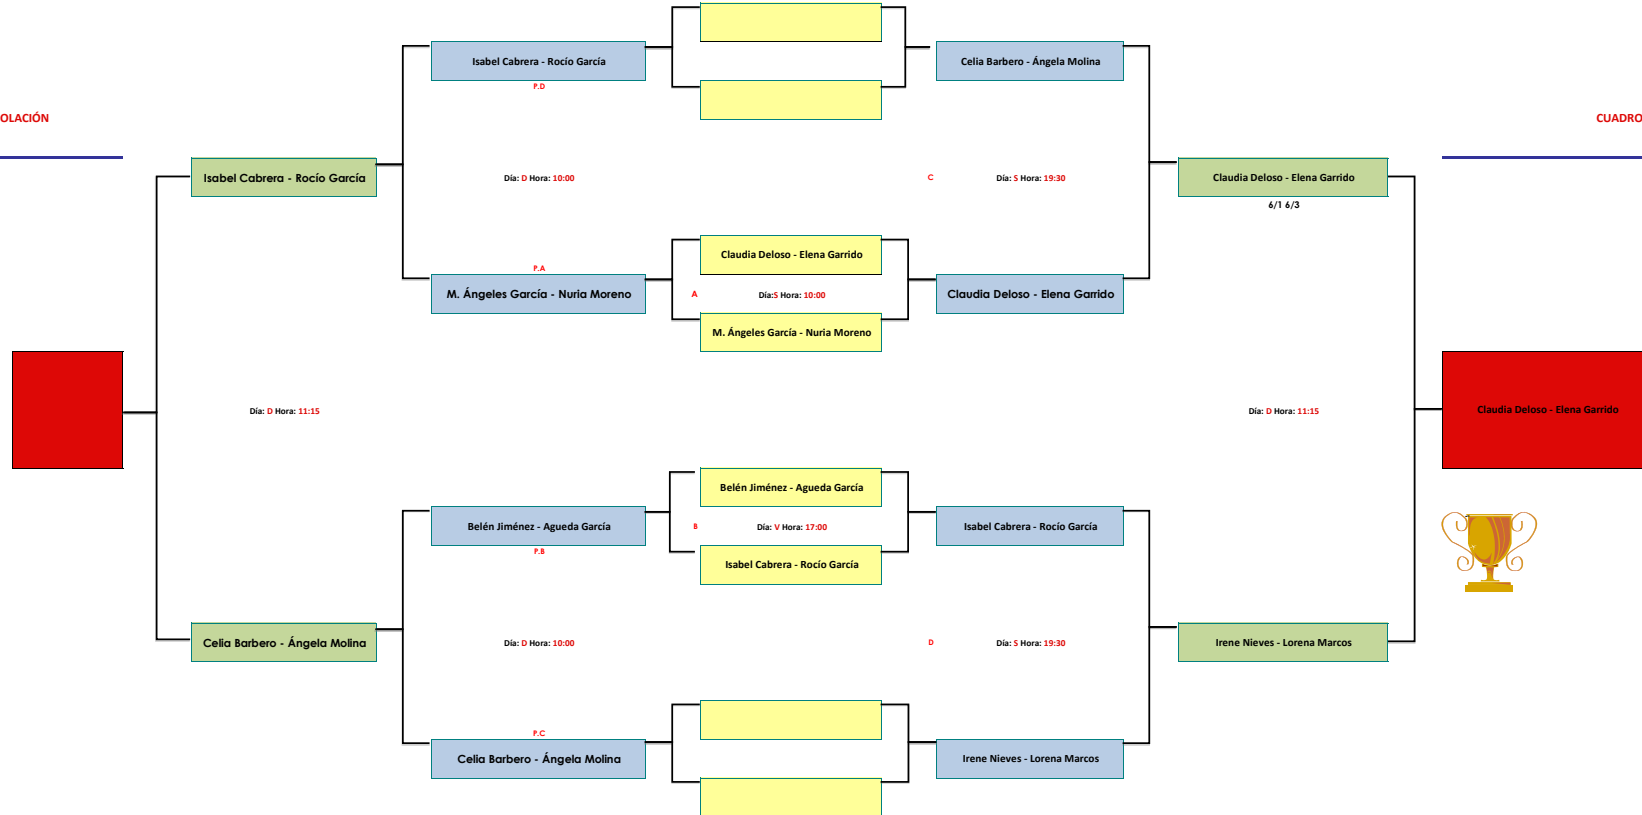 Isabel Cabrera - Rocío García
Celia Barbero - Ángela Molina
P.D
OLACIÓN
CUADRO
Isabel Cabrera - Rocío García
Día: D Hora: 10:00
C
Día: S Hora: 19:30
Claudia Deloso - Elena Garrido
6/1 6/3
Claudia Deloso - Elena Garrido
P.A
M. Ángeles García - Nuria Moreno
A
Día:S Hora: 10:00
Claudia Deloso - Elena Garrido
M. Ángeles García - Nuria Moreno
Día: D Hora: 11:15
Día: D Hora: 11:15
Claudia Deloso - Elena Garrido
Belén Jiménez - Agueda García
Belén Jiménez - Agueda García
B
Día: V Hora: 17:00
Isabel Cabrera - Rocío García
P.B
Isabel Cabrera - Rocío García
Celia Barbero - Ángela Molina
Día: D Hora: 10:00
D
Día: S Hora: 19:30
Irene Nieves - Lorena Marcos
P.C
Celia Barbero - Ángela Molina
Irene Nieves - Lorena Marcos